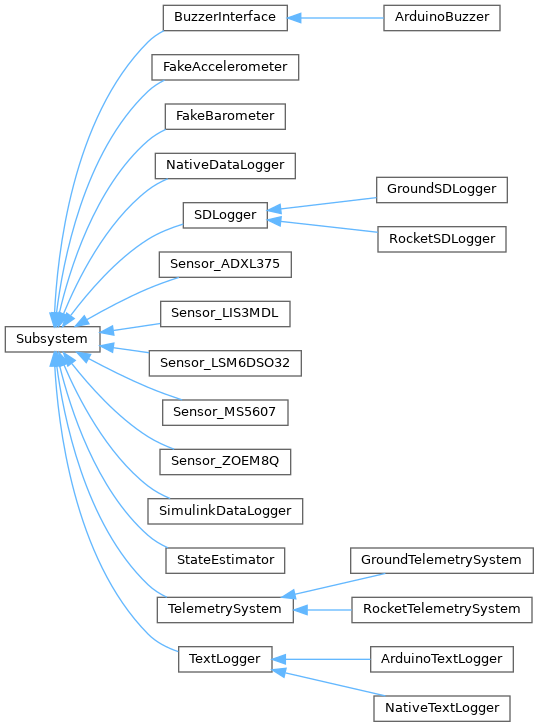 BuzzerInterface
ArduinoBuzzer
FakeAccelerometer
FakeBarometer
NativeDataLogger
GroundSDLogger
SDLogger
RocketSDLogger
Sensor_ADXL375
Sensor_LIS3MDL
Subsystem
Sensor_LSM6DSO32
Sensor_MS5607
Sensor_ZOEM8Q
SimulinkDataLogger
StateEstimator
GroundTelemetrySystem
TelemetrySystem
RocketTelemetrySystem
TextLogger
ArduinoTextLogger
NativeTextLogger